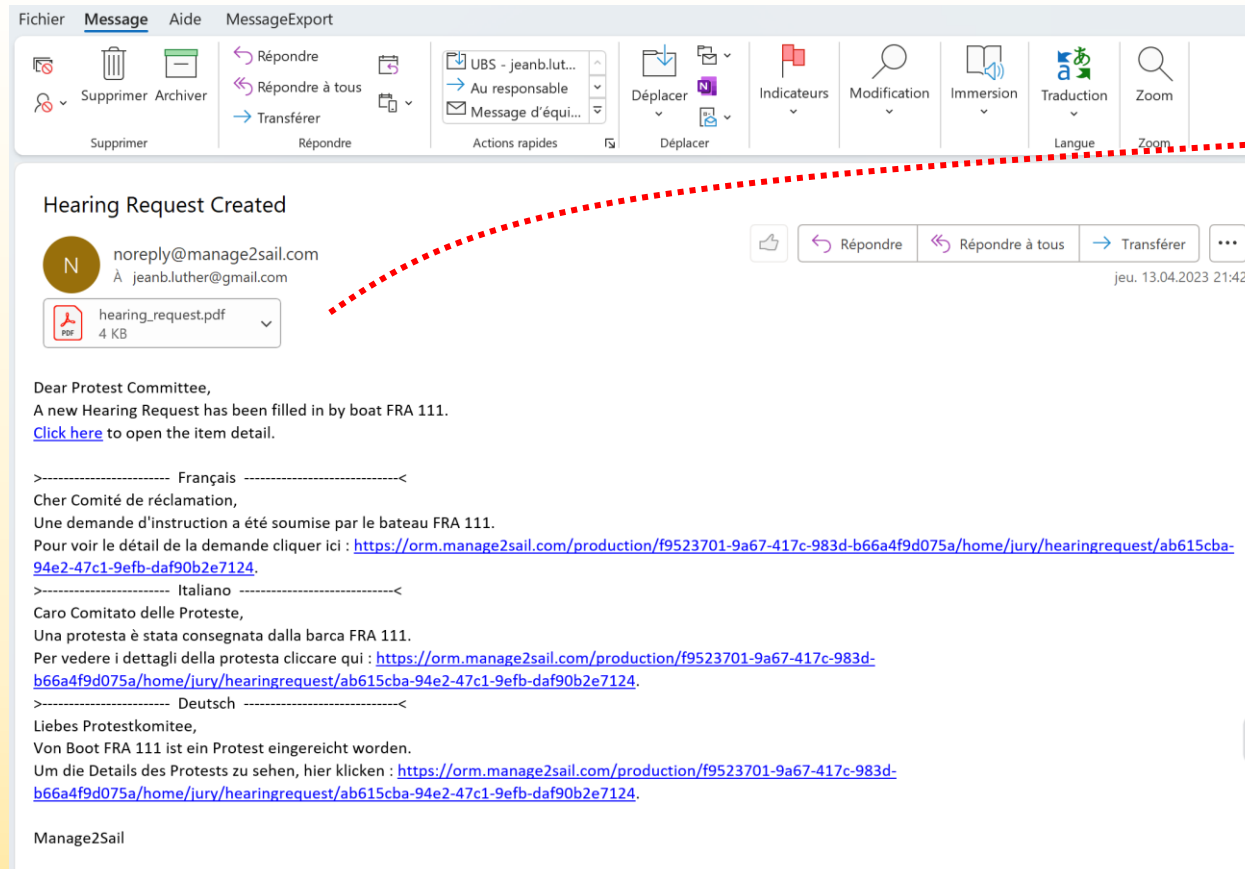 Fichier Message Aide MessageExport
Supprimer Archiver
Répondre
Répondre à tous
Transférer
UBS - jeanb.lut...
Au responsable
Message d'équi...
Déplacer
Indicateurs
Modification
Immersion
Traduction
Zoom
Supprimer
Répondre
Actions rapides
Déplacer
Langue
Zoom
Hearing Request Created
N
noreply@manage2sail.com
À jeanb.luther@gmail.com
Répondre
Répondre à tous
Transférer
jeu. 13.04.2023 21:42
PDF
hearing_request.pdf
4 KB
Dear Protest Committee,
A new Hearing Request has been filled in by boat FRA 111.
Click here to open the item detail.
>------------------------ Français -----------------------------<
Cher Comité de réclamation,
Une demande d'instruction a été soumise par le bateau FRA 111.
Pour voir le détail de la demande cliquer ici : https://orm.manage2sail.com/production/f9523701-9a67-417c-983d-b66a4f9d075a/home/jury/hearingrequest/ab615cba-
94e2-47c1-9efb-daf90b2e7124.
>------------------------ Italiano -----------------------------<
Caro Comitato delle Proteste,
Una protesta è stata consegnata dalla barca FRA 111.
Per vedere i dettagli della protesta cliccare qui : https://orm.manage2sail.com/production/f9523701-9a67-417c-983d-
b66a4f9d075a/home/jury/hearingrequest/ab615cba-94e2-47c1-9efb-daf90b2e7124.
>------------------------ Deutsch -----------------------------<
Liebes Protestkomitee,
Von Boot FRA 111 ist ein Protest eingereicht worden.
Um die Details des Protests zu sehen, hier klicken : https://orm.manage2sail.com/production/f9523701-9a67-417c-983d-
b66a4f9d075a/home/jury/hearingrequest/ab615cba-94e2-47c1-9efb-daf90b2e7124.
Manage2Sail